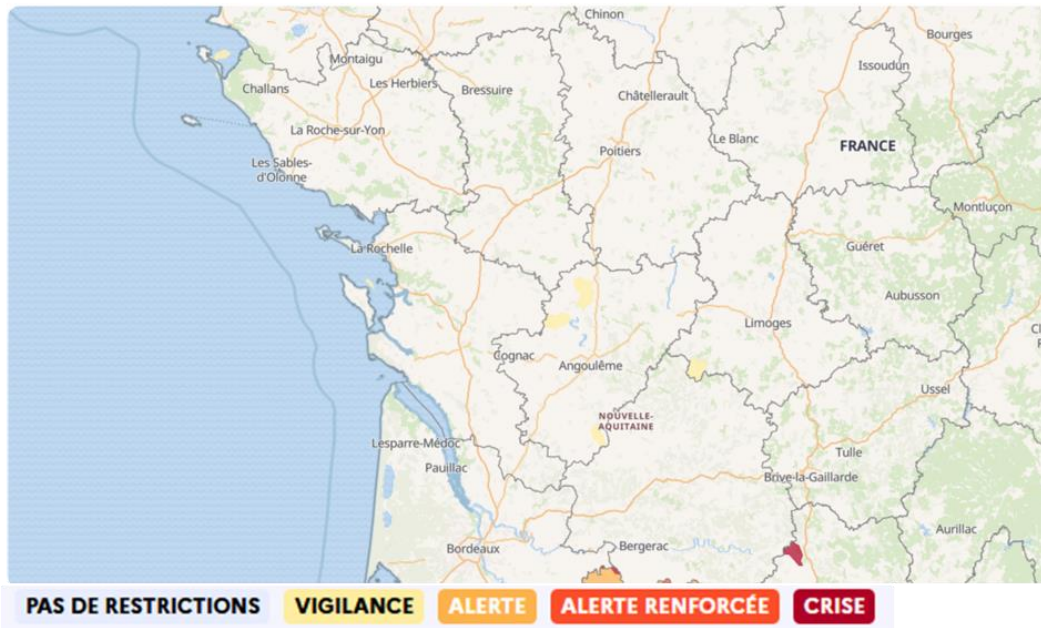 Chinon
Bourges
Montaigu
Issoudun
Challans
Les Herbiers
Bressuire
Châtellerault
La Roche-sur-Yon
Le Blanc
FRANCE
Poitiers
Les Sables-
d'Olonne
Montluçon
La Rochelle
Guéret
Aubusson
Limoges
Cognac
Angoulême
Ussel
NOUVELLE-
AQUITAINE
Lesparre-Médoc
Tulle
Pauillac
Brive-la-Gaillarde
Aurillac
Bordeaux
Bergerac
PAS DE RESTRICTIONS VIGILANCE ALERTE ALERTE RENFORCÉE CRISE